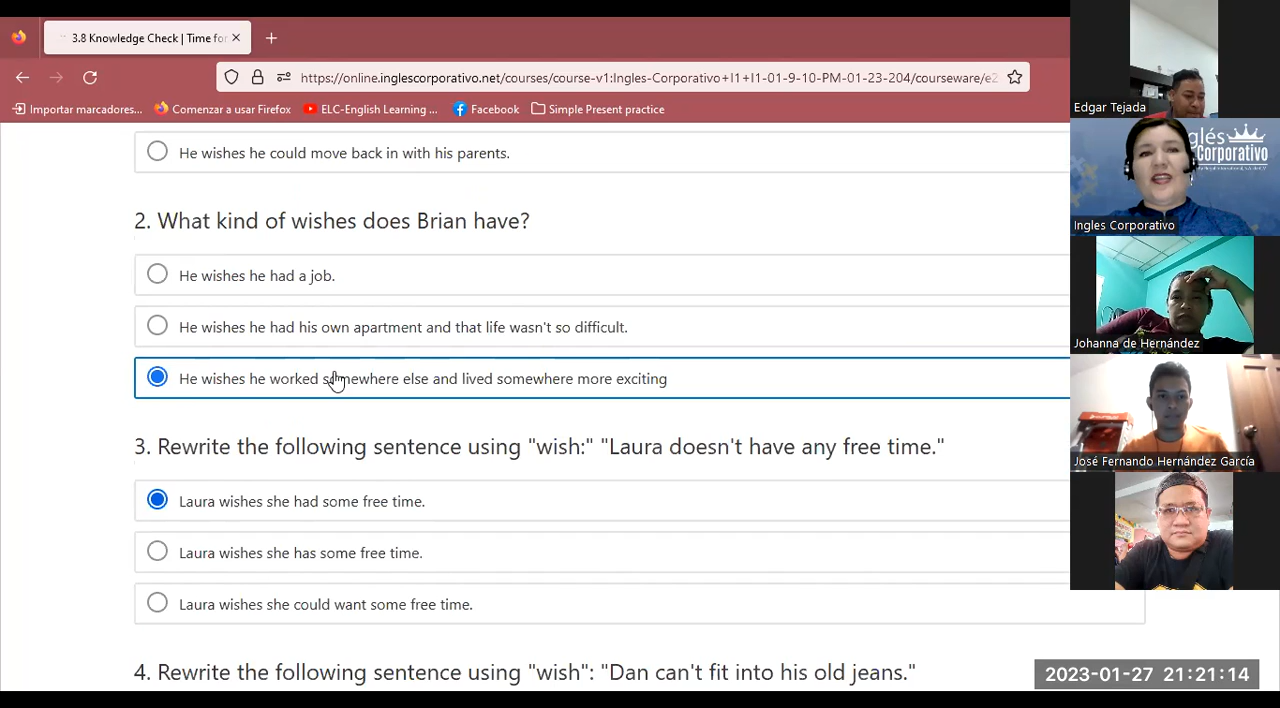 3.8 Knowledge Check | Time for
https://online.inglescorporativo.net/courses/course-v1:Ingles-Corporativo+I1+I1-01-9-10-PM-01-23-204/courseware/e2
Importar marcadores... Comenzar a usar Firefox ELC-English Learning ... Facebook Simple Present practice
He wishes he could move back in with his parents.
2. What kind of wishes does Brian have?
He wishes he had a job.
He wishes he had his own apartment and that life wasn't so difficult.
He wishes he worked somewhere else and lived somewhere more exciting
3. Rewrite the following sentence using "wish:" "Laura doesn't have any free time."
Laura wishes she had some free time.
Laura wishes she has some free time.
Laura wishes she could want some free time.
4. Rewrite the following sentence using "wish": "Dan can't fit into his old jeans."
Edgar Tejada
glés
Corporativo
Ingles Corporativo
Johanna de Hernández
José Fernando Hernández García
2023-01-27 21:21:14